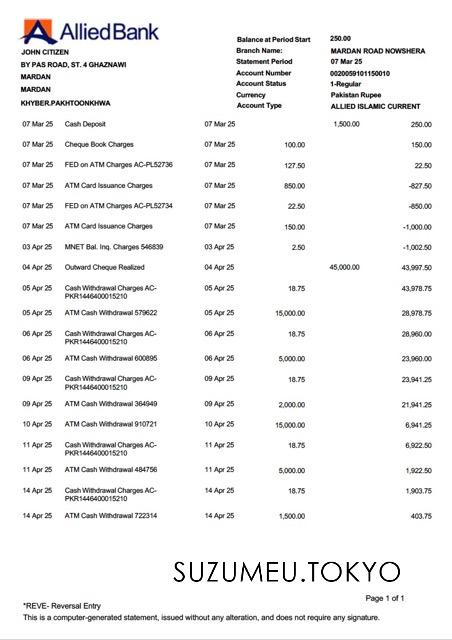 AlliedBank
JOHN CITIZEN
BY PAS ROAD, ST. 4 GHAZNAWI
MARDAN
MARDAN
KHYBER.PAKHTOONKHWA
Balance at Period Start 250.00
Branch Name: MARDAN ROAD NOWSHERA
Statement Period 07 Mar 25
Account Number 0020059101150010
Account Status 1-Regular
Currency Pakistan Rupee
Account Type ALLIED ISLAMIC CURRENT
07 Mar 25 Cash Deposit 07 Mar 25 1,500.00 250.00
07 Mar 25 Cheque Book Charges 07 Mar 25 100.00 150.00
07 Mar 25 FED on ATM Charges AC-PL52736 07 Mar 25 127.50 22.50
07 Mar 25 ATM Card Issuance Charges 07 Mar 25 850.00 -827.50
07 Mar 25 FED on ATM Charges AC-PL52734 07 Mar 25 22.50 -850.00
07 Mar 25 ATM Card Issuance Charges 07 Mar 25 150.00 -1,000.00
03 Apr 25 MNET Bal. Inq. Charges 546839 03 Apr 25 2.50 -1,002.50
04 Apr 25 Outward Cheque Realized 04 Apr 25 45,000.00 43,997.50
05 Apr 25 Cash Withdrawal Charges AC- 05 Apr 25 18.75 43,978.75
PKR1446400015210
05 Apr 25 ATM Cash Withdrawal 579622 05 Apr 25 15,000.00 28,978.75
06 Apr 25 Cash Withdrawal Charges AC- 06 Apr 25 18.75 28,960.00
PKR1446400015210
06 Apr 25 ATM Cash Withdrawal 600895 06 Apr 25 5,000.00 23,960.00
09 Apr 25 Cash Withdrawal Charges AC- 09 Apr 25 18.75 23,941.25
PKR1446400015210
09 Apr 25 ATM Cash Withdrawal 364949 09 Apr 25 2,000.00 21,941.25
10 Apr 25 ATM Cash Withdrawal 910721 10 Apr 25 15,000.00 6,941.25
11 Apr 25 Cash Withdrawal Charges AC- 11 Apr 25 18.75 6,922.50
PKR1446400015210
11 Apr 25 ATM Cash Withdrawal 484756 11 Apr 25 5,000.00 1,922.50
14 Apr 25 Cash Withdrawal Charges AC- 14 Apr 25 18.75 1,903.75
PKR1446400015210
14 Apr 25 ATM Cash Withdrawal 722314 14 Apr 25 1,500.00 403.75
SUZUMEU.TOKYO
Page 1 of 1
*REVE- Reversal Entry
This is a computer-generated statement, issued without any alteration, and does not require any signature.